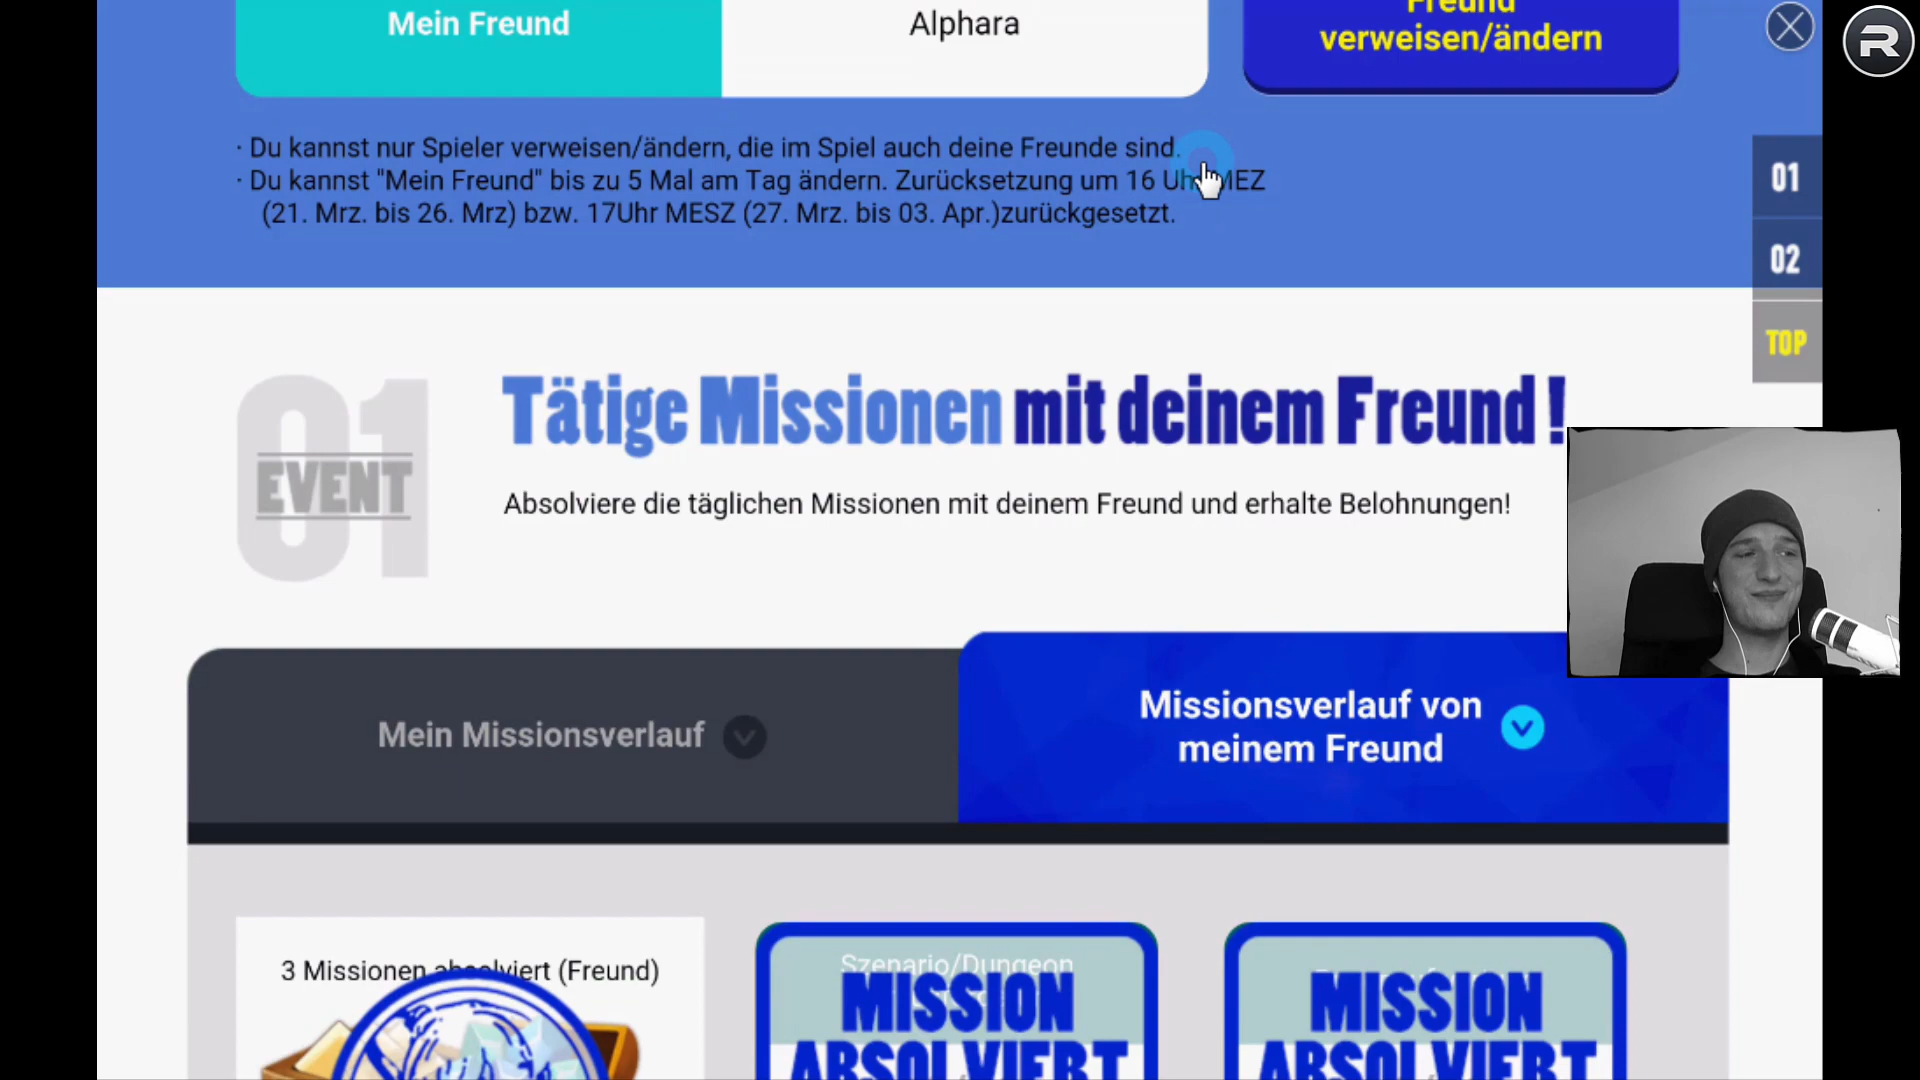 Mein Freund
Alphara
Freund
verweisen/ändern
· Du kannst nur Spieler verweisen/ändern, die im Spiel auch deine Freunde sind.
· Du kannst "Mein Freund" bis zu 5 Mal am Tag ändern. Zurücksetzung um 16 Uhr MEZ
(21. Mrz. bis 26. Mrz) bzw. 17Uhr MESZ (27. Mrz. bis 03. Apr.)zurückgesetzt.
01
02
TOP
01
EVENT
Tätige Missionen mit deinem Freund !
Absolviere die täglichen Missionen mit deinem Freund und erhalte Belohnungen!
Mein Missionsverlauf
Missionsverlauf von
meinem Freund
3 Missionen absolviert (Freund)
Szenario/Dungeon
MISSION
ABSOLVIERT
MISSION
ABSOLVIERT
R